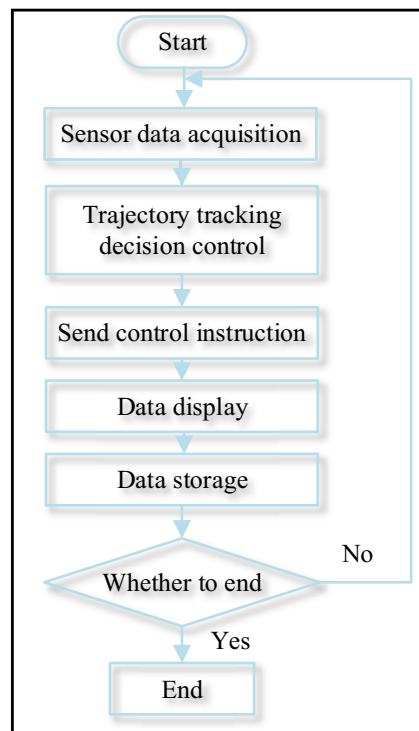 Start
Sensor data acquisition
Trajectory tracking
decision control
Send control instruction
Data display
Data storage
Whether to end
No
Yes
End